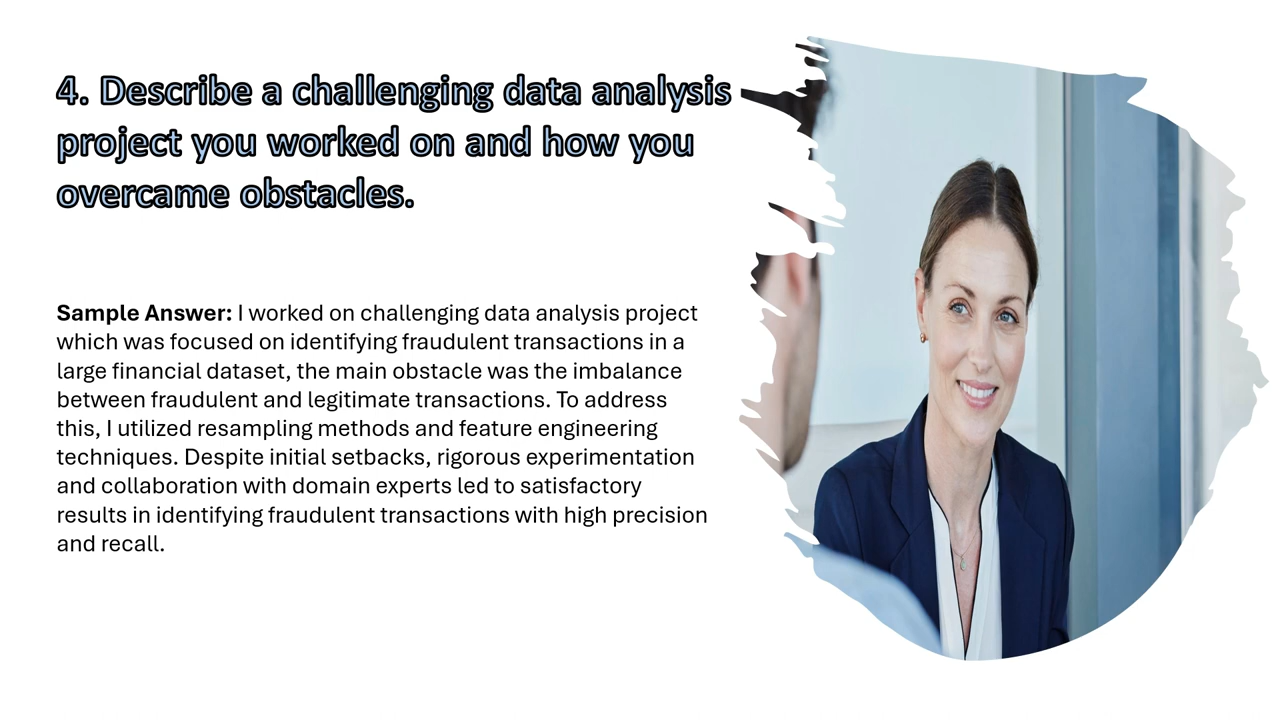 4. Describe a challenging data analysis
project you worked on and how you
overcame obstacles.
Sample Answer: I worked on challenging data analysis project
which was focused on identifying fraudulent transactions in a
large financial dataset, the main obstacle was the imbalance
between fraudulent and legitimate transactions. To address
this, I utilized resampling methods and feature engineering
techniques. Despite initial setbacks, rigorous experimentation
and collaboration with domain experts led to satisfactory
results in identifying fraudulent transactions with high precision
and recall.